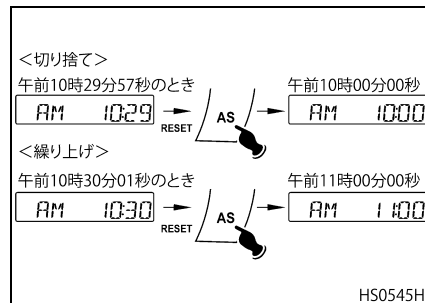 <切り捨て>
午前10時29分57秒のとき 午前10時00分00秒
AM 10:29 RESET AS AM 10:00
<繰り上げ>
午前10時30分01秒のとき 午前11時00分00秒
AM 10:30 RESET AS AM 11:00
HS0545H